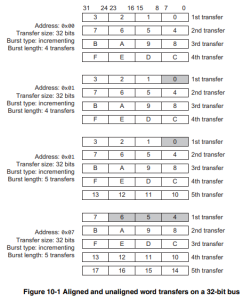 31 24 23 16 15 8 7 0
3 2 1 0 1st transfer
Address: 0x00
7 6 5 4 2nd transfer
Transfer size: 32 bits
Burst type: incrementing
B A 9 8 3rd transfer
Burst length: 4 transfers
F E D C 4th transfer
3 2 1 0 1st transfer
Address: 0x01
7 6 5 4 2nd transfer
Transfer size: 32 bits
Burst type: incrementing
B A 9 8 3rd transfer
Burst length: 4 transfers
F E D C 4th transfer
3 2 1 0 1st transfer
Address: 0x01
7 6 5 4 2nd transfer
Transfer size: 32 bits
Burst type: incrementing
B A 9 8 3rd transfer
Burst length: 5 transfers
F E D C 4th transfer
13 12 11 10 5th transfer
7 6 5 4 1st transfer
Address: 0x07
B A 9 8 2nd transfer
Transfer size: 32 bits
Burst type: incrementing
F E D C 3rd transfer
Burst length: 5 transfers
13 12 11 10 4th transfer
17 16 15 14 5th transfer
Figure 10-1 Aligned and unaligned word transfers on a 32-bit bus